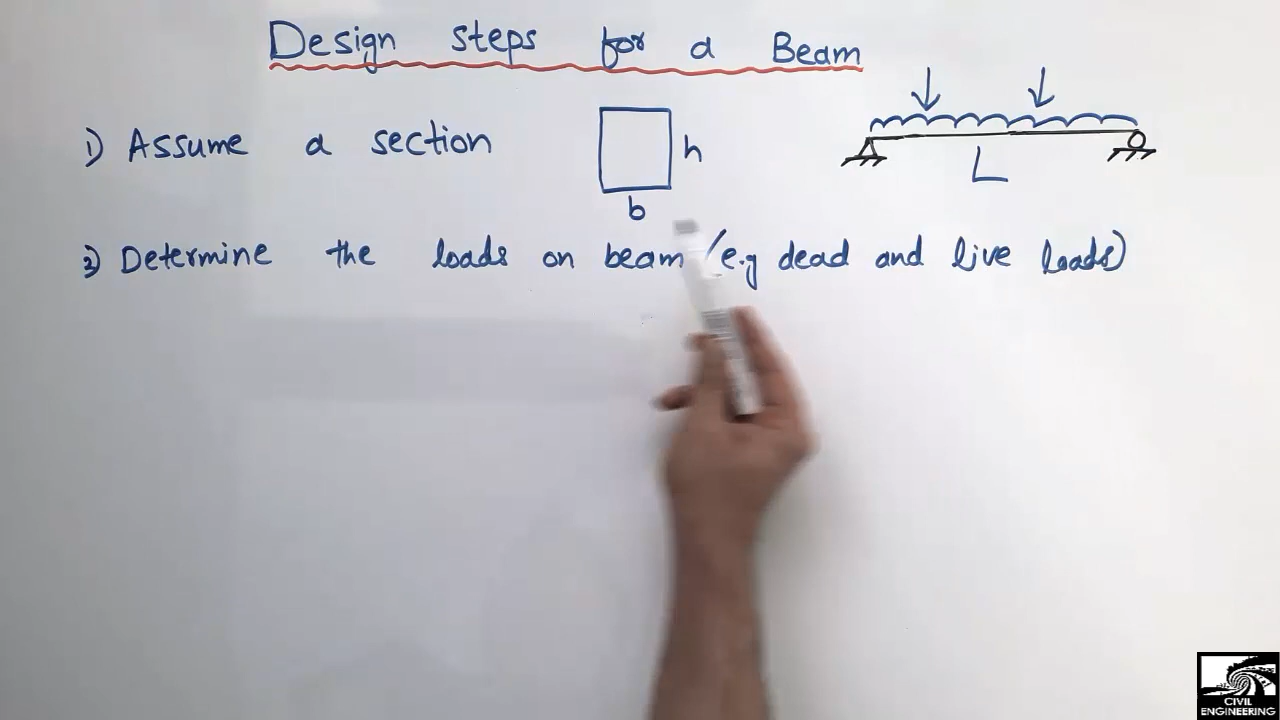 Design steps for a Beam
1) Assume a section
h
b
L
2) Determine the loads on beam (e.g dead and live loads)
CIVIL
ENGINEERING